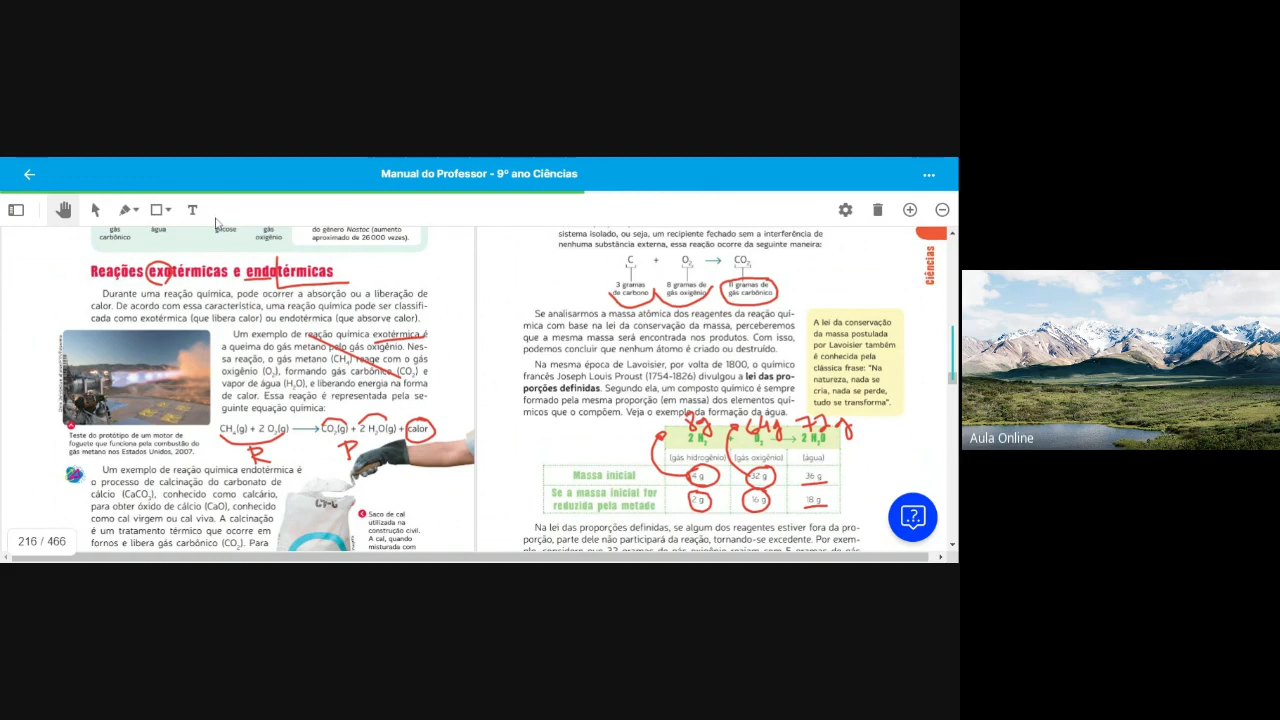 Manual do Professor - 9º ano Ciências
...
T
gás
carbônico
água
glicose
gás
oxigênio
do gênero Nostoc (aumento
aproximado de 26000 vezes).
Reações exotérmicas e endotérmicas
Durante uma reação química, pode ocorrer a absorção ou a liberação de
calor. De acordo com essa característica, uma reação química pode ser classifi-
cada como exotérmica (que libera calor) ou endotérmica (que absorve calor).
Um exemplo de reação química exotérmica é
a queima do gás metano pelo gás oxigênio. Nes-
sa reação, o gás metano (CH₄) reage com o gás
oxigênio (O₂), formando gás carbônico (CO₂) e
vapor de água (H₂O), e liberando energia na forma
de calor. Essa reação é representada pela se-
guinte equação química:
CH₄(g) + 2 O₂(g) → CO₂(g) + 2 H₂O(g) + calor
R
P
Teste do protótipo de um motor de
foguete que funciona pela combustão do
gás metano nos Estados Unidos, 2007.
Um exemplo de reação química endotérmica é
o processo de calcinação do carbonato de
cálcio (CaCO₃), conhecido como calcário,
para obter óxido de cálcio (CaO), conhecido
como cal virgem ou cal viva. A calcinação
é um tratamento térmico que ocorre em
fornos e libera gás carbônico (CO₂). Para
Saco de cal
utilizada na
construção civil.
A cal, quando
misturada com
216 / 466
sistema isolado, ou seja, um recipiente fechado sem a interferência de
nenhuma substância externa, essa reação ocorre da seguinte maneira:
C + O₂ → CO₂
3 gramas
de carbono
8 gramas de
gás oxigênio
11 gramas de
gás carbônico
ciências
Se analisarmos a massa atômica dos reagentes da reação quí-
mica com base na lei da conservação da massa, perceberemos
que a mesma massa será encontrada nos produtos. Com isso,
podemos concluir que nenhum átomo é criado ou destruído.
Na mesma época de Lavoisier, por volta de 1800, o químico
francês Joseph Louis Proust (1754-1826) divulgou a lei das pro-
porções definidas. Segundo ela, um composto químico é sempre
formado pela mesma proporção (em massa) dos elementos quí-
micos que o compõem. Veja o exemplo da formação da água.
A lei da conservação
da massa postulada
por Lavoisier também
é conhecida pela
clássica frase: "Na
natureza, nada se
cria, nada se perde,
tudo se transforma".
8g 64g 72g
2 H₂ + O₂ → 2 H₂O
(gás hidrogênio) (gás oxigênio) (água)
Massa inicial 4 g 32 g 36 g
Se a massa inicial for
reduzida pela metade 2 g 16 g 18 g
Na lei das proporções definidas, se algum dos reagentes estiver fora da pro-
porção, parte dele não participará da reação, tornando-se excedente. Por exem-
Aula Online